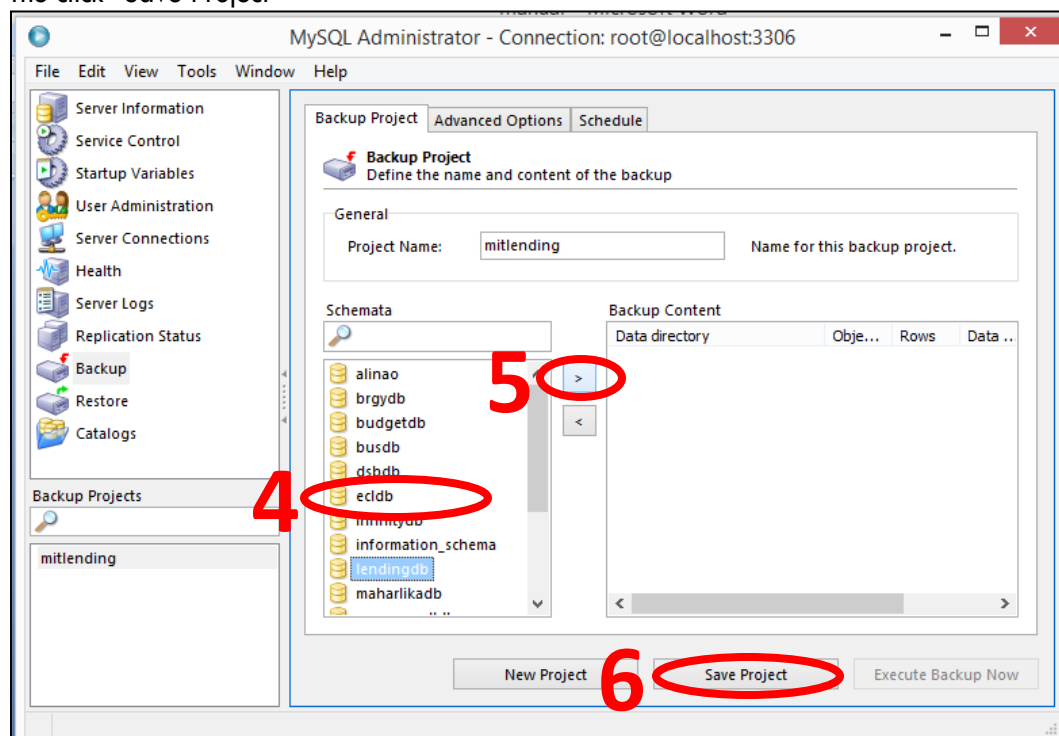 MySQL Administrator - Connection: root@localhost:3306
File Edit View Tools Window Help
Server Information
Service Control
Startup Variables
User Administration
Server Connections
Health
Server Logs
Replication Status
Backup
Restore
Catalogs
Backup Projects
mitlending
Backup Project Advanced Options Schedule
Backup Project
Define the name and content of the backup
General
Project Name: mitlending Name for this backup project.
Schemata
alinao
brgydb
budgetdb
busdb
dsbdb
ecldb
infinitydb
information_schema
lendingdb
maharlikadb
4
5
>
<
Backup Content
Data directory Obje... Rows Data ...
New Project
6
Save Project
Execute Backup Now